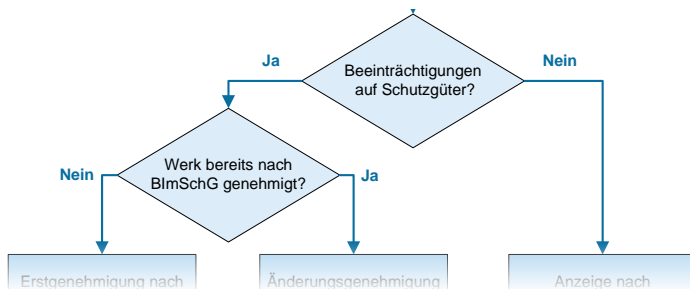 Ja
Nein
Beeinträchtigungen
auf Schutzgüter?
Werk bereits nach
BImSchG genehmigt?
Nein
Ja
Erstgenehmigung nach
Änderungsgenehmigung
Anzeige nach